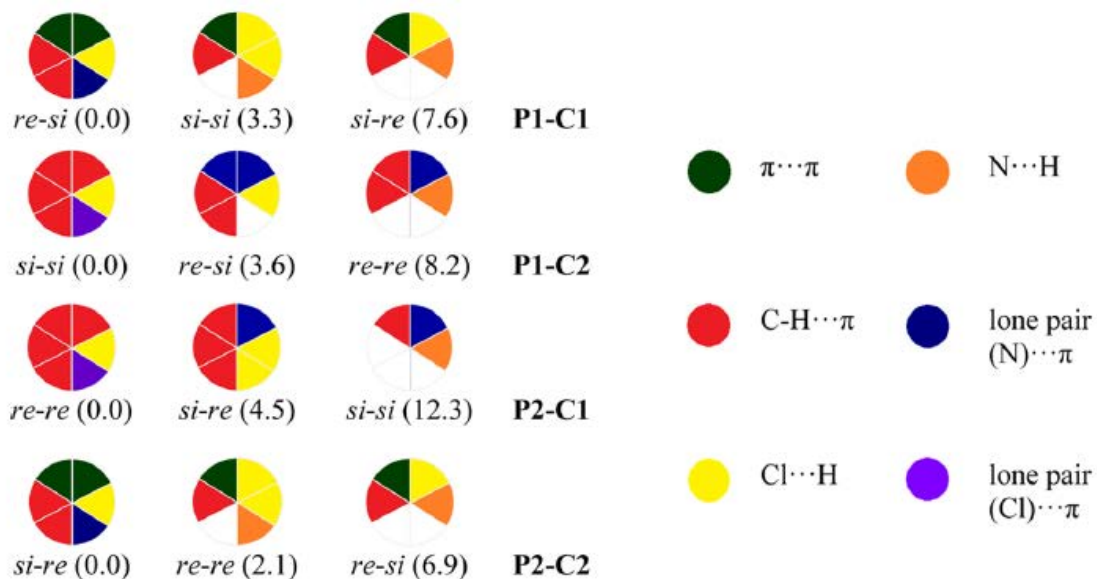 re-si (0.0) si-si (3.3) si-re (7.6) P1-C1
si-si (0.0) re-si (3.6) re-re (8.2) P1-C2
re-re (0.0) si-re (4.5) si-si (12.3) P2-C1
si-re (0.0) re-re (2.1) re-si (6.9) P2-C2
π···π
N···H
C-H···π
lone pair
(N)···π
Cl···H
lone pair
(Cl)···π